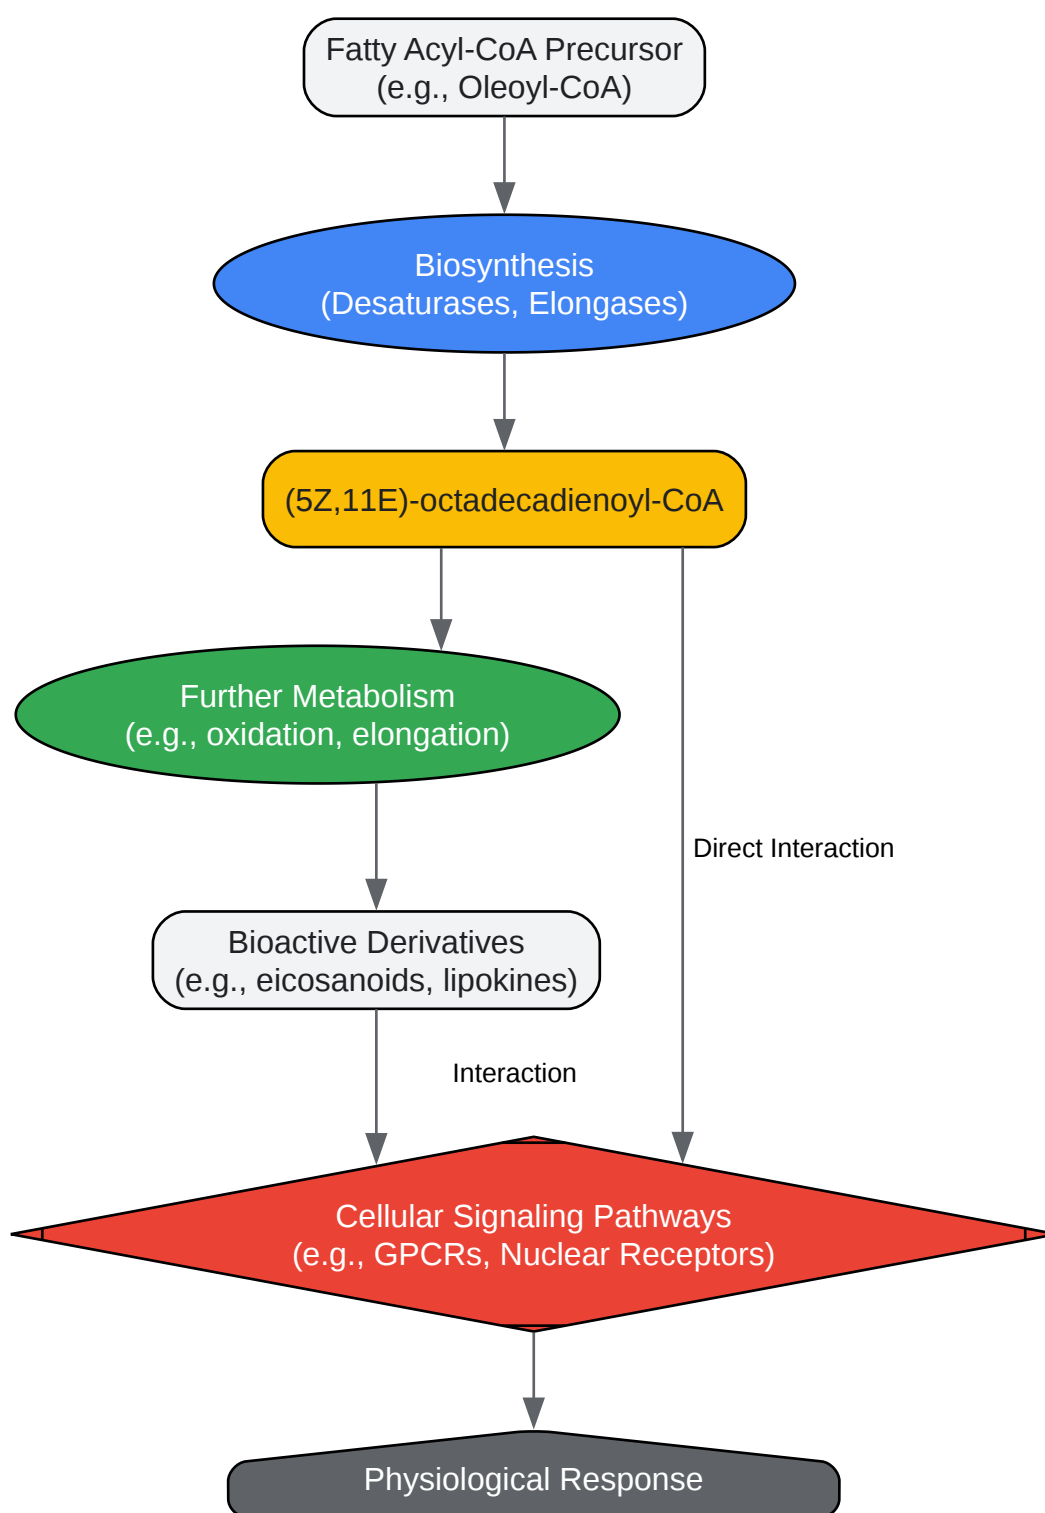 Fatty Acyl-CoA Precursor
(e.g., Oleoyl-CoA)
Biosynthesis
(Desaturases, Elongases)
(5Z,11E)-octadecadienoyl-CoA
Further Metabolism
(e.g., oxidation, elongation)
Direct Interaction
Bioactive Derivatives
(e.g., eicosanoids, lipokines)
Interaction
Cellular Signaling Pathways
(e.g., GPCRs, Nuclear Receptors)
Physiological Response